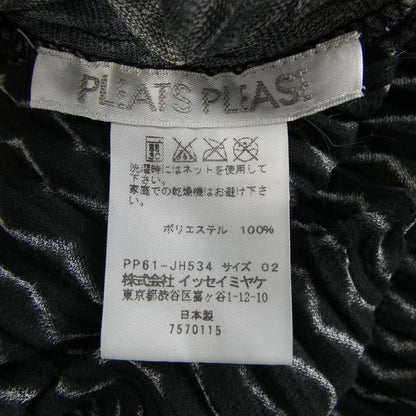 PLEATS PLEASE
洗濯時にはネットを使用して
下さい。
家庭での乾燥機はお避け下さ
い。
ポリエステル 100%
PP61-JH534 サイズ 02
株式会社 イッセイミヤケ
東京都渋谷区富ヶ谷1-12-10
日本製
7570115